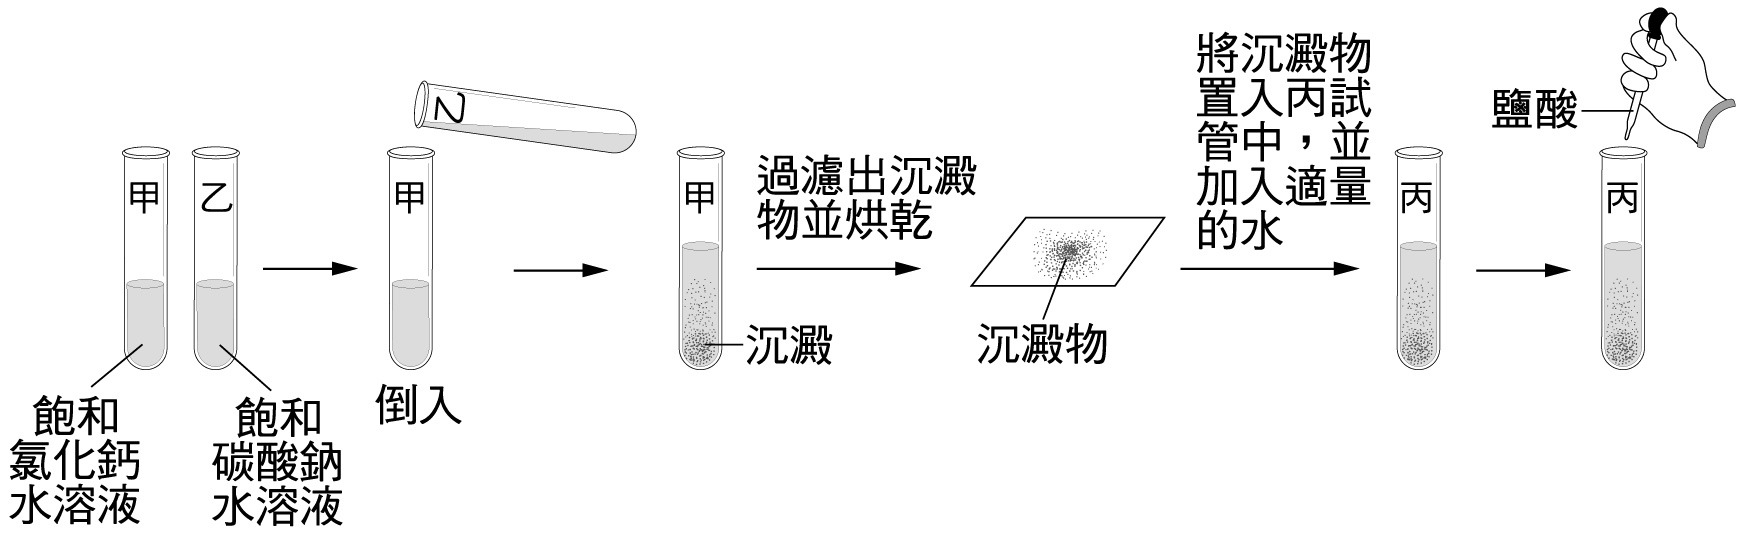 甲
乙
飽和
氯化鈣
水溶液
飽和
碳酸鈉
水溶液
甲
乙
倒入
甲
沉澱
過濾出沉澱
物並烘乾
沉澱物
將沉澱物
置入丙試
管中，並
加入適量
的水
丙
鹽酸
丙